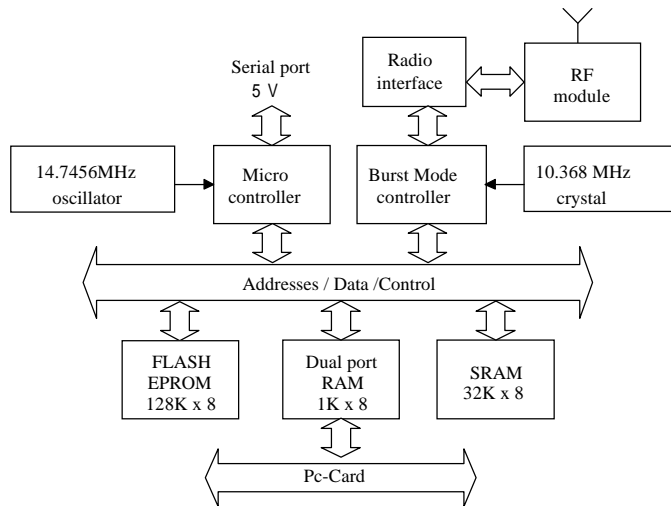 Serial port
5 V
Radio
interface
RF
module
14.7456MHz
oscillator
Micro
controller
Burst Mode
controller
10.368 MHz
crystal
Addresses / Data /Control
FLASH
EPROM
128K x 8
Dual port
RAM
1K x 8
SRAM
32K x 8
Pc-Card